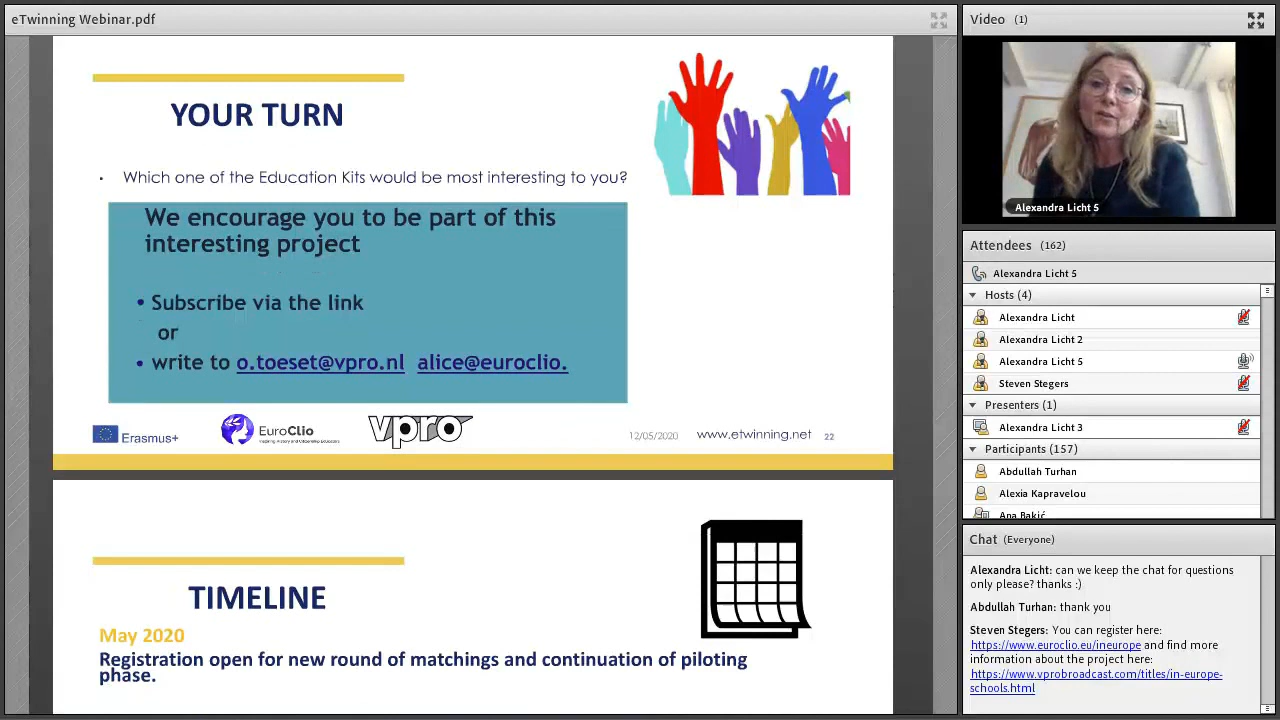 eTwinning Webinar.pdf
YOUR TURN
• Which one of the Education Kits would be most interesting to you?
We encourage you to be part of this
interesting project
• Subscribe via the link
or
• write to o.toeset@vpro.nl alice@euroclio.
Erasmus+
EuroClio
Inspiring History and Citizenship Educators
vpro
12/05/2020 www.etwinning.net 22
TIMELINE
May 2020
Registration open for new round of matchings and continuation of piloting
phase.
Video (1)
Alexandra Licht 5
Attendees (162)
Alexandra Licht 5
Hosts (4)
Alexandra Licht
Alexandra Licht 2
Alexandra Licht 5
Steven Stegers
Presenters (1)
Alexandra Licht 3
Participants (157)
Abdullah Turhan
Alexia Kapravelou
Ana Bakić
Chat (Everyone)
Alexandra Licht: can we keep the chat for questions
only please? thanks :)
Abdullah Turhan: thank you
Steven Stegers: You can register here:
https://www.euroclio.eu/ineurope and find more
information about the project here:
https://www.vprobroadcast.com/titles/in-europe-
schools.html